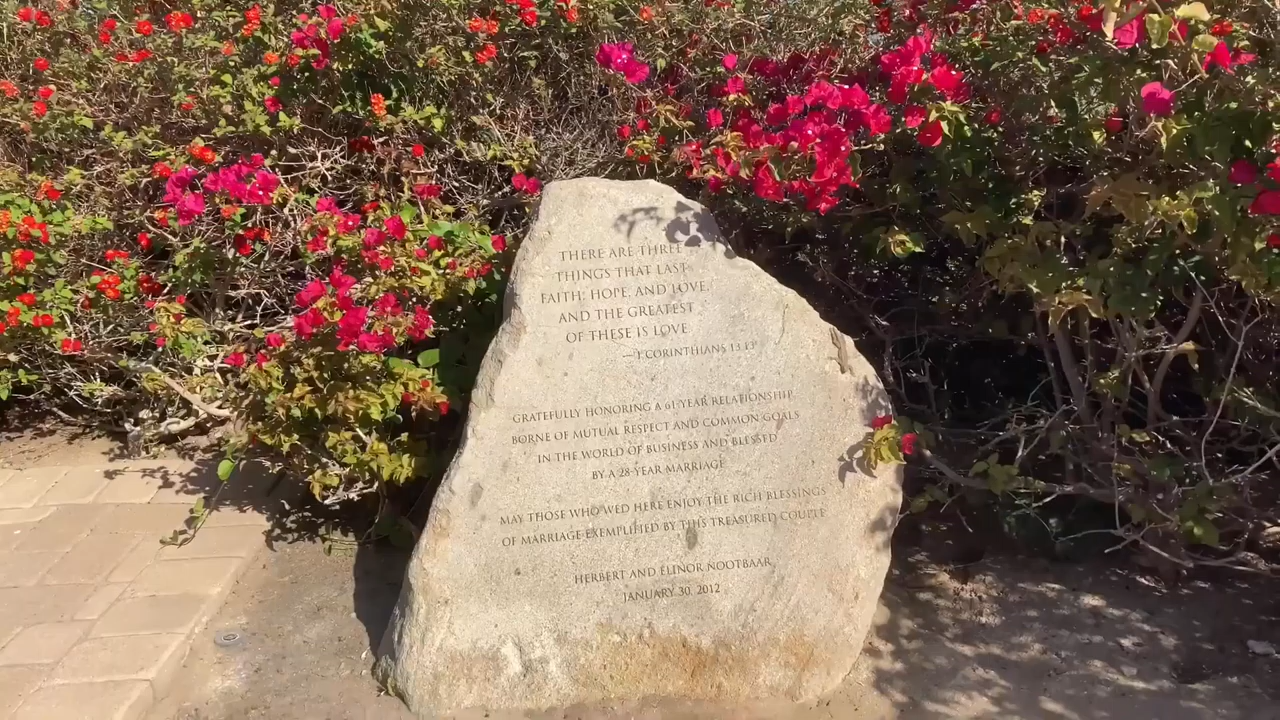 THERE ARE THREE
THINGS THAT LAST
FAITH, HOPE, AND LOVE,
AND THE GREATEST
OF THESE IS LOVE
—1 CORINTHIANS 13:13
GRATEFULLY HONORING A 61-YEAR RELATIONSHIP
BORNE OF MUTUAL RESPECT AND COMMON GOALS
IN THE WORLD OF BUSINESS AND BLESSED
BY A 28-YEAR MARRIAGE
MAY THOSE WHO WED HERE ENJOY THE RICH BLESSINGS
OF MARRIAGE EXEMPLIFIED BY THIS TREASURED COUPLE
HERBERT AND ELINOR NOOTBAAR
JANUARY 30, 2012